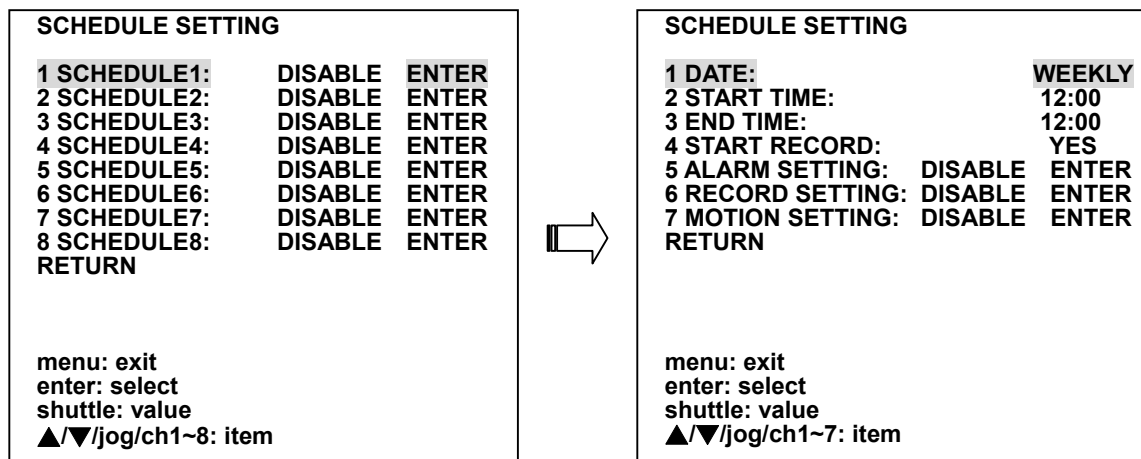 SCHEDULE SETTING
1 SCHEDULE1: DISABLE ENTER
2 SCHEDULE2: DISABLE ENTER
3 SCHEDULE3: DISABLE ENTER
4 SCHEDULE4: DISABLE ENTER
5 SCHEDULE5: DISABLE ENTER
6 SCHEDULE6: DISABLE ENTER
7 SCHEDULE7: DISABLE ENTER
8 SCHEDULE8: DISABLE ENTER
RETURN
menu: exit
enter: select
shuttle: value
▲/▼/jog/ch1~8: item
SCHEDULE SETTING
1 DATE: WEEKLY
2 START TIME: 12:00
3 END TIME: 12:00
4 START RECORD: YES
5 ALARM SETTING: DISABLE ENTER
6 RECORD SETTING: DISABLE ENTER
7 MOTION SETTING: DISABLE ENTER
RETURN
menu: exit
enter: select
shuttle: value
▲/▼/jog/ch1~7: item